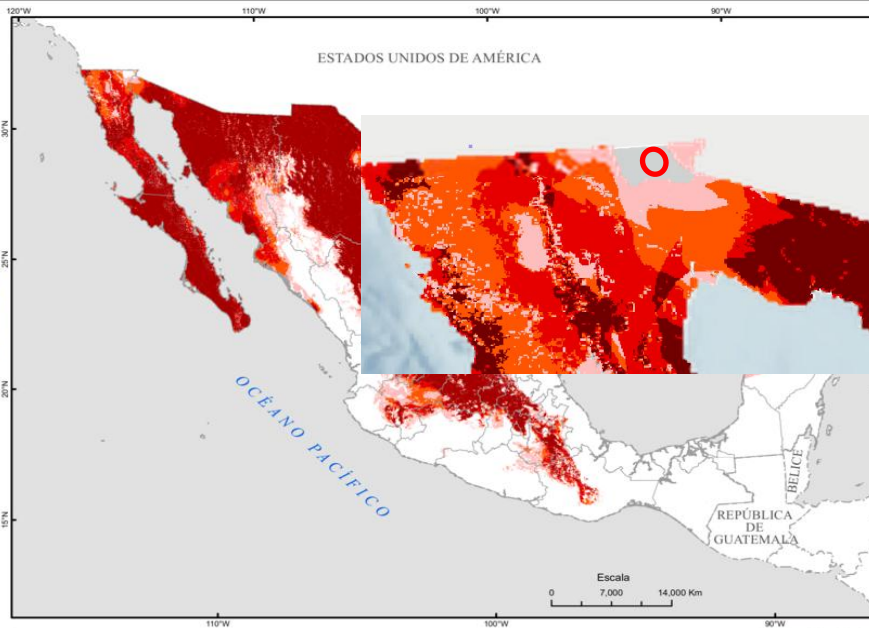 120°W 110°W 100°W 90°W
ESTADOS UNIDOS DE AMÉRICA
30°N
25°N
20°N
15°N
OCÉANO PACÍFICO
BELICE
REPÚBLICA
DE
GUATEMALA
Escala
0 7,000 14,000 Km
110°W 100°W 90°W